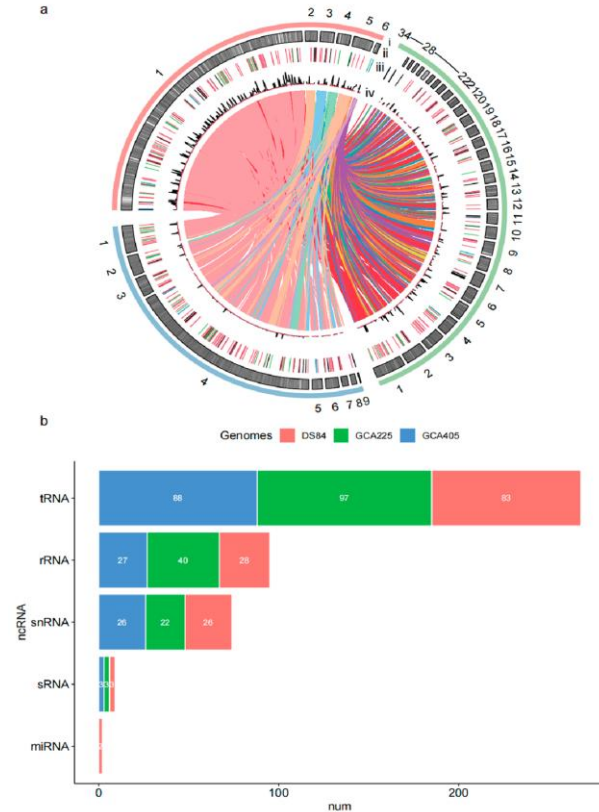 a
2 3 4 5 6
i
ii
iii
iv
34 28 22 21 20 19 18 17 16 15 14 13 12 11 10 9 8 7 6 5 4 3 2 1
1
1 2 3 4 5 6 7 8 9
b
Genomes DS84 GCA225 GCA405
tRNA 88 97 83
rRNA 27 40 28
snRNA 26 22 26
sRNA 3 3 3
miRNA
ncRNA
0 100 200
num